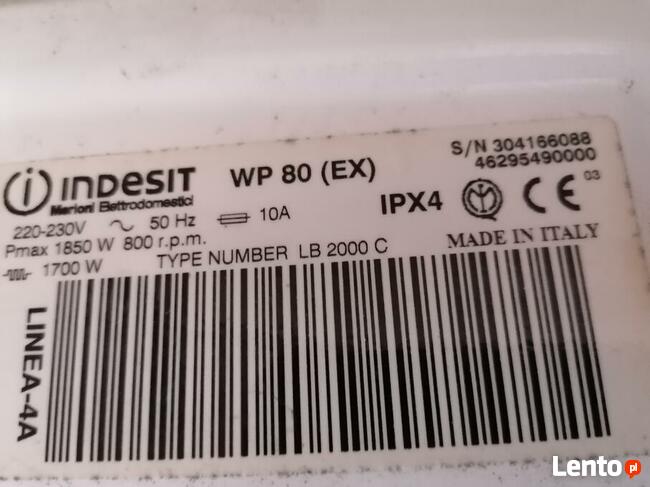 INDESIT WP 80 (EX) S/N 304166088
Merloni Elettrodomestici IPX4 46295490000
220-230V 50 Hz 10A CE 03
Pmax 1850 W 800 r.p.m.
1700 W TYPE NUMBER LB 2000 C MADE IN ITALY
LINEA-4A
Lento.pl